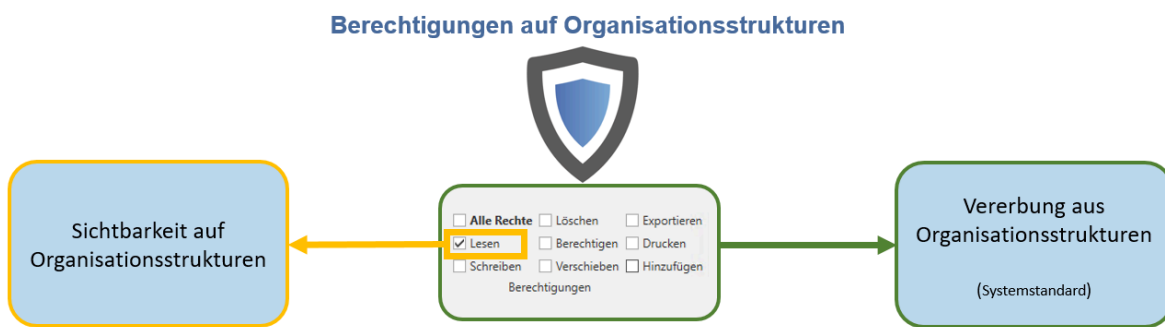 Berechtigungen auf Organisationsstrukturen
Sichtbarkeit auf
Organisationsstrukturen
Alle Rechte Löschen Exportieren
Lesen Berechtigen Drucken
Schreiben Verschieben Hinzufügen
Berechtigungen
Vererbung aus
Organisationsstrukturen
(Systemstandard)